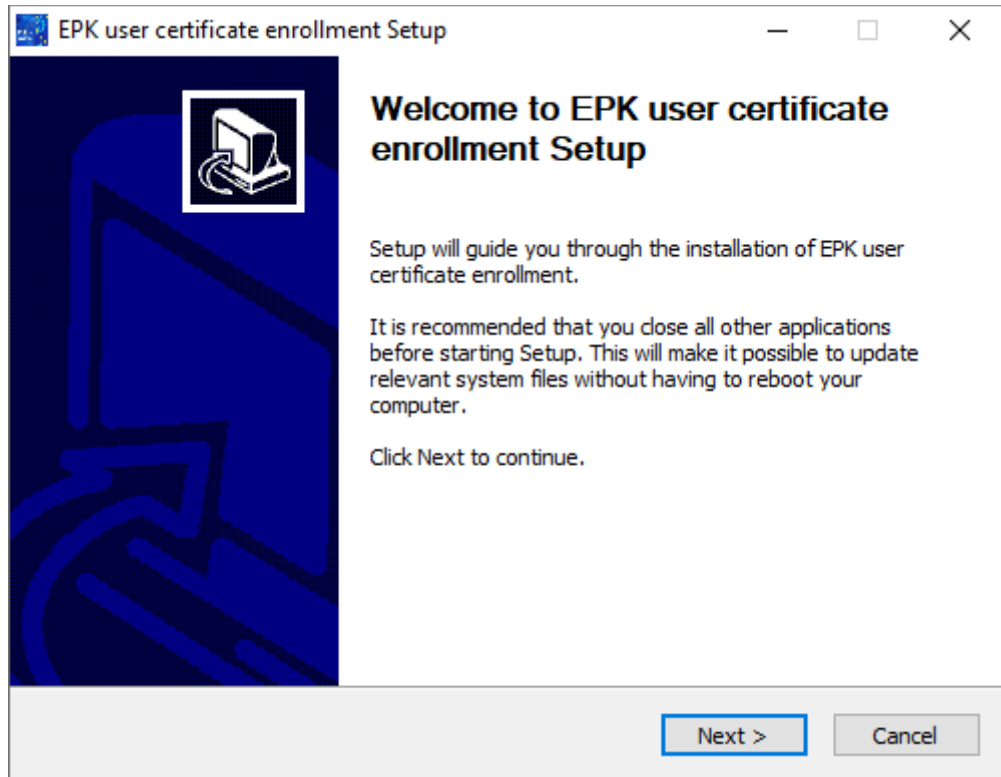 EPK user certificate enrollment Setup
Welcome to EPK user certificate
enrollment Setup
Setup will guide you through the installation of EPK user
certificate enrollment.
It is recommended that you close all other applications
before starting Setup. This will make it possible to update
relevant system files without having to reboot your
computer.
Click Next to continue.
Next >
Cancel